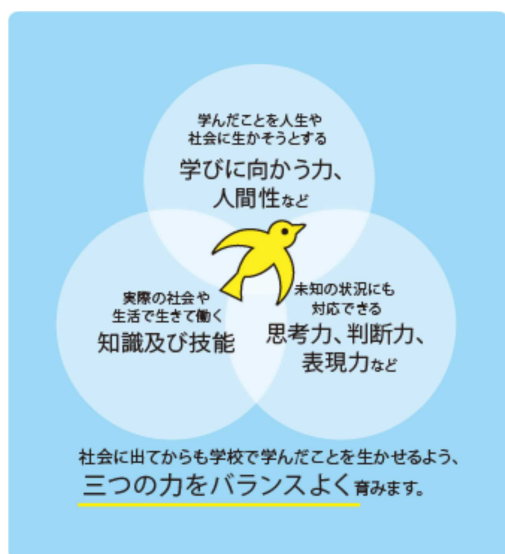 学んだことを人生や
社会に生かそうとする
学びに向かう力、
人間性など
実際の社会や
生活で生きて働く
知識及び技能
未知の状況にも
対応できる
思考力、判断力、
表現力など
社会に出てからも学校で学んだことを生かせるよう、
三つの力をバランスよく育みます。